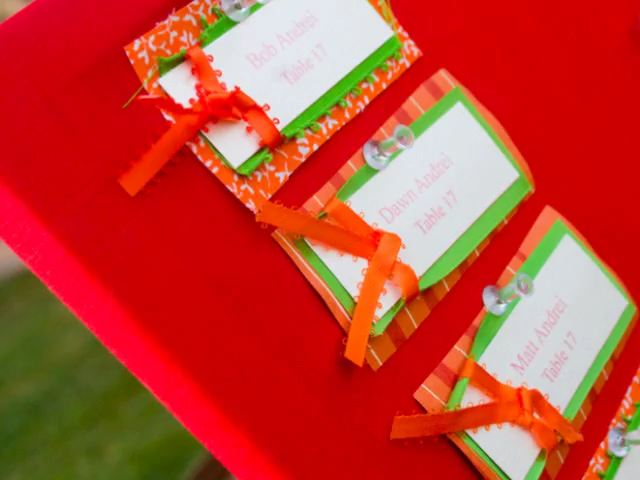 Bob Andrei
Table 17
Dawn Andrei
Table 17
Matt Andrei
Table 17